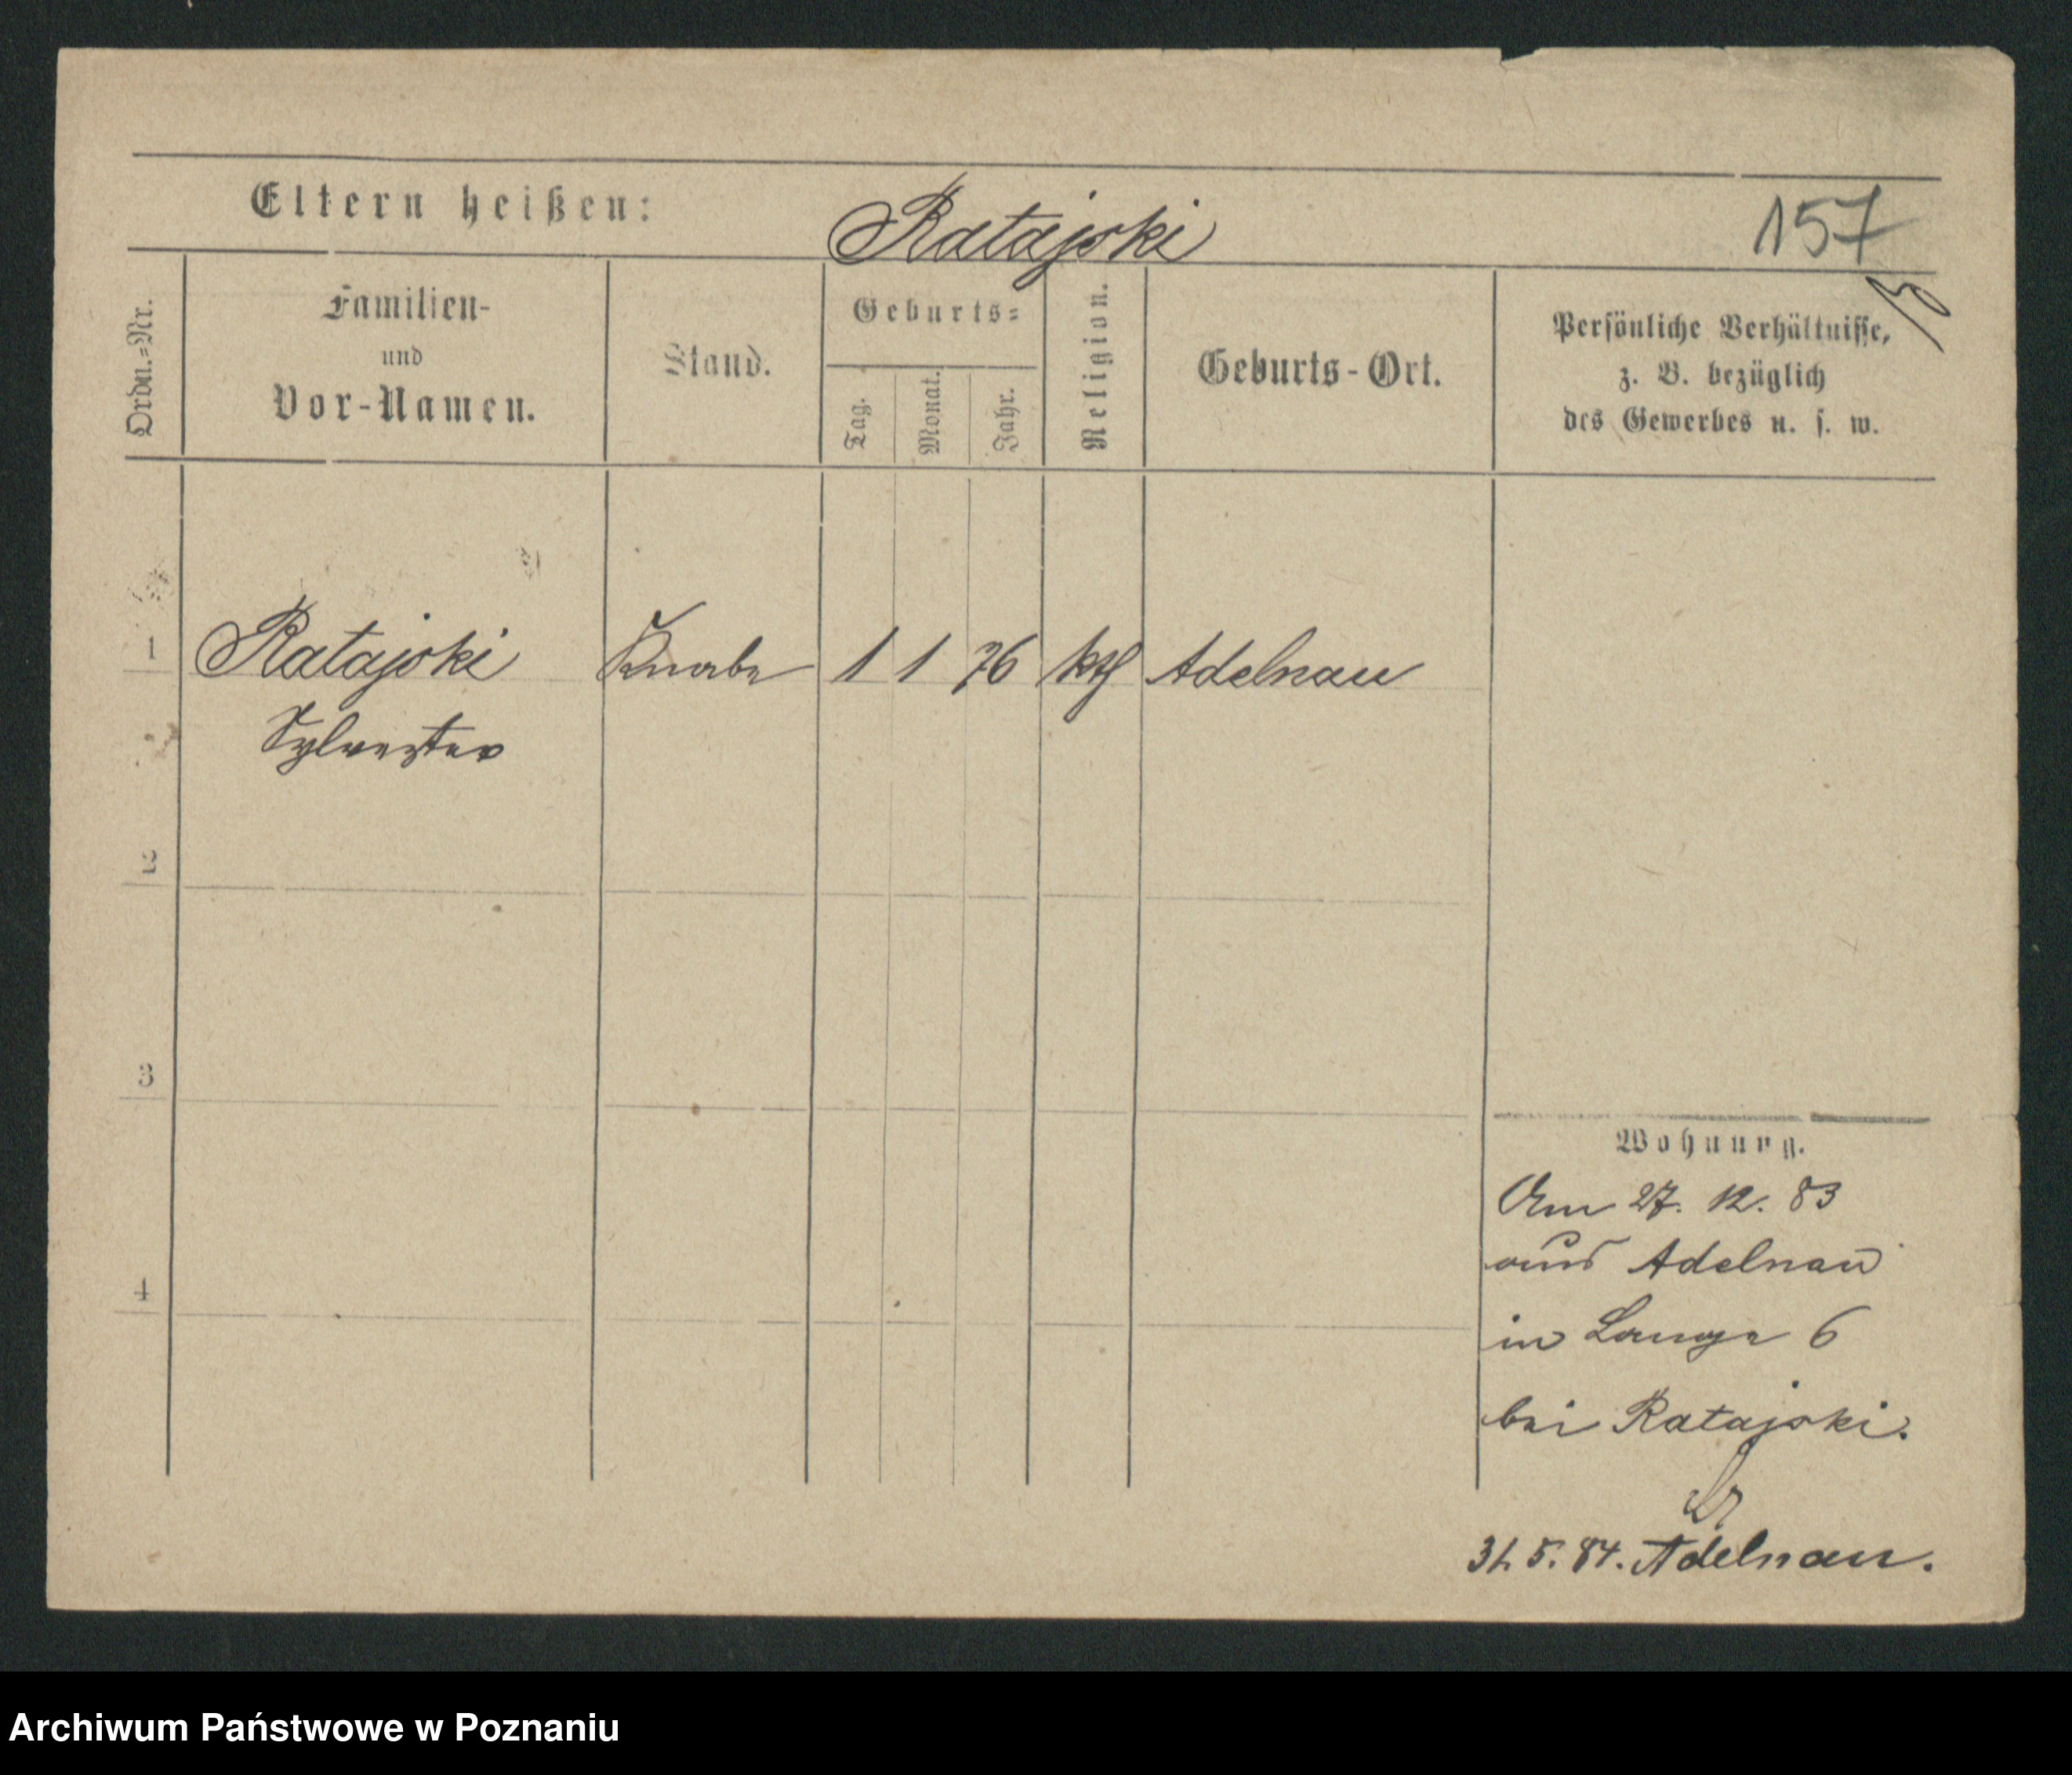 Eltern heißen: Ratajski 157
Ordn.=Nr.
Familien-
und
Vor-Namen.
Stand.
Geburts=
Tag.
Monat.
Jahr.
Religion.
Geburts-Ort.
Persönliche Verhältnisse,
z. B. bezüglich
des Gewerbes u. s. w.
1 Ratajski Knabe 1 1 76 kth Adelnau
Sylvester
2
3
4
Wohnung.
Am 27. 12. 83
aus Adelnau
in Lange 6
bei Ratajski.
31. 5. 84. Adelnau.
Archiwum Państwowe w Poznaniu